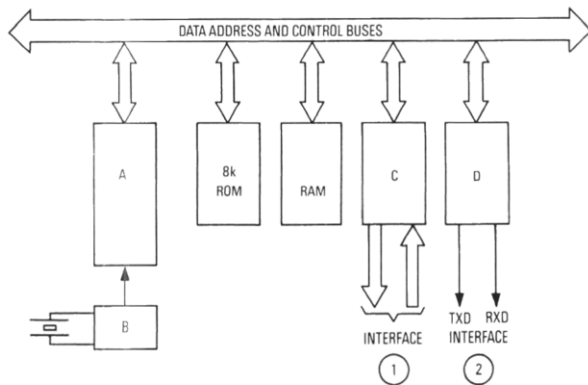 DATA ADDRESS AND CONTROL BUSES
A
8k
ROM
RAM
C
D
B
TXD RXD
INTERFACE
INTERFACE
1
2